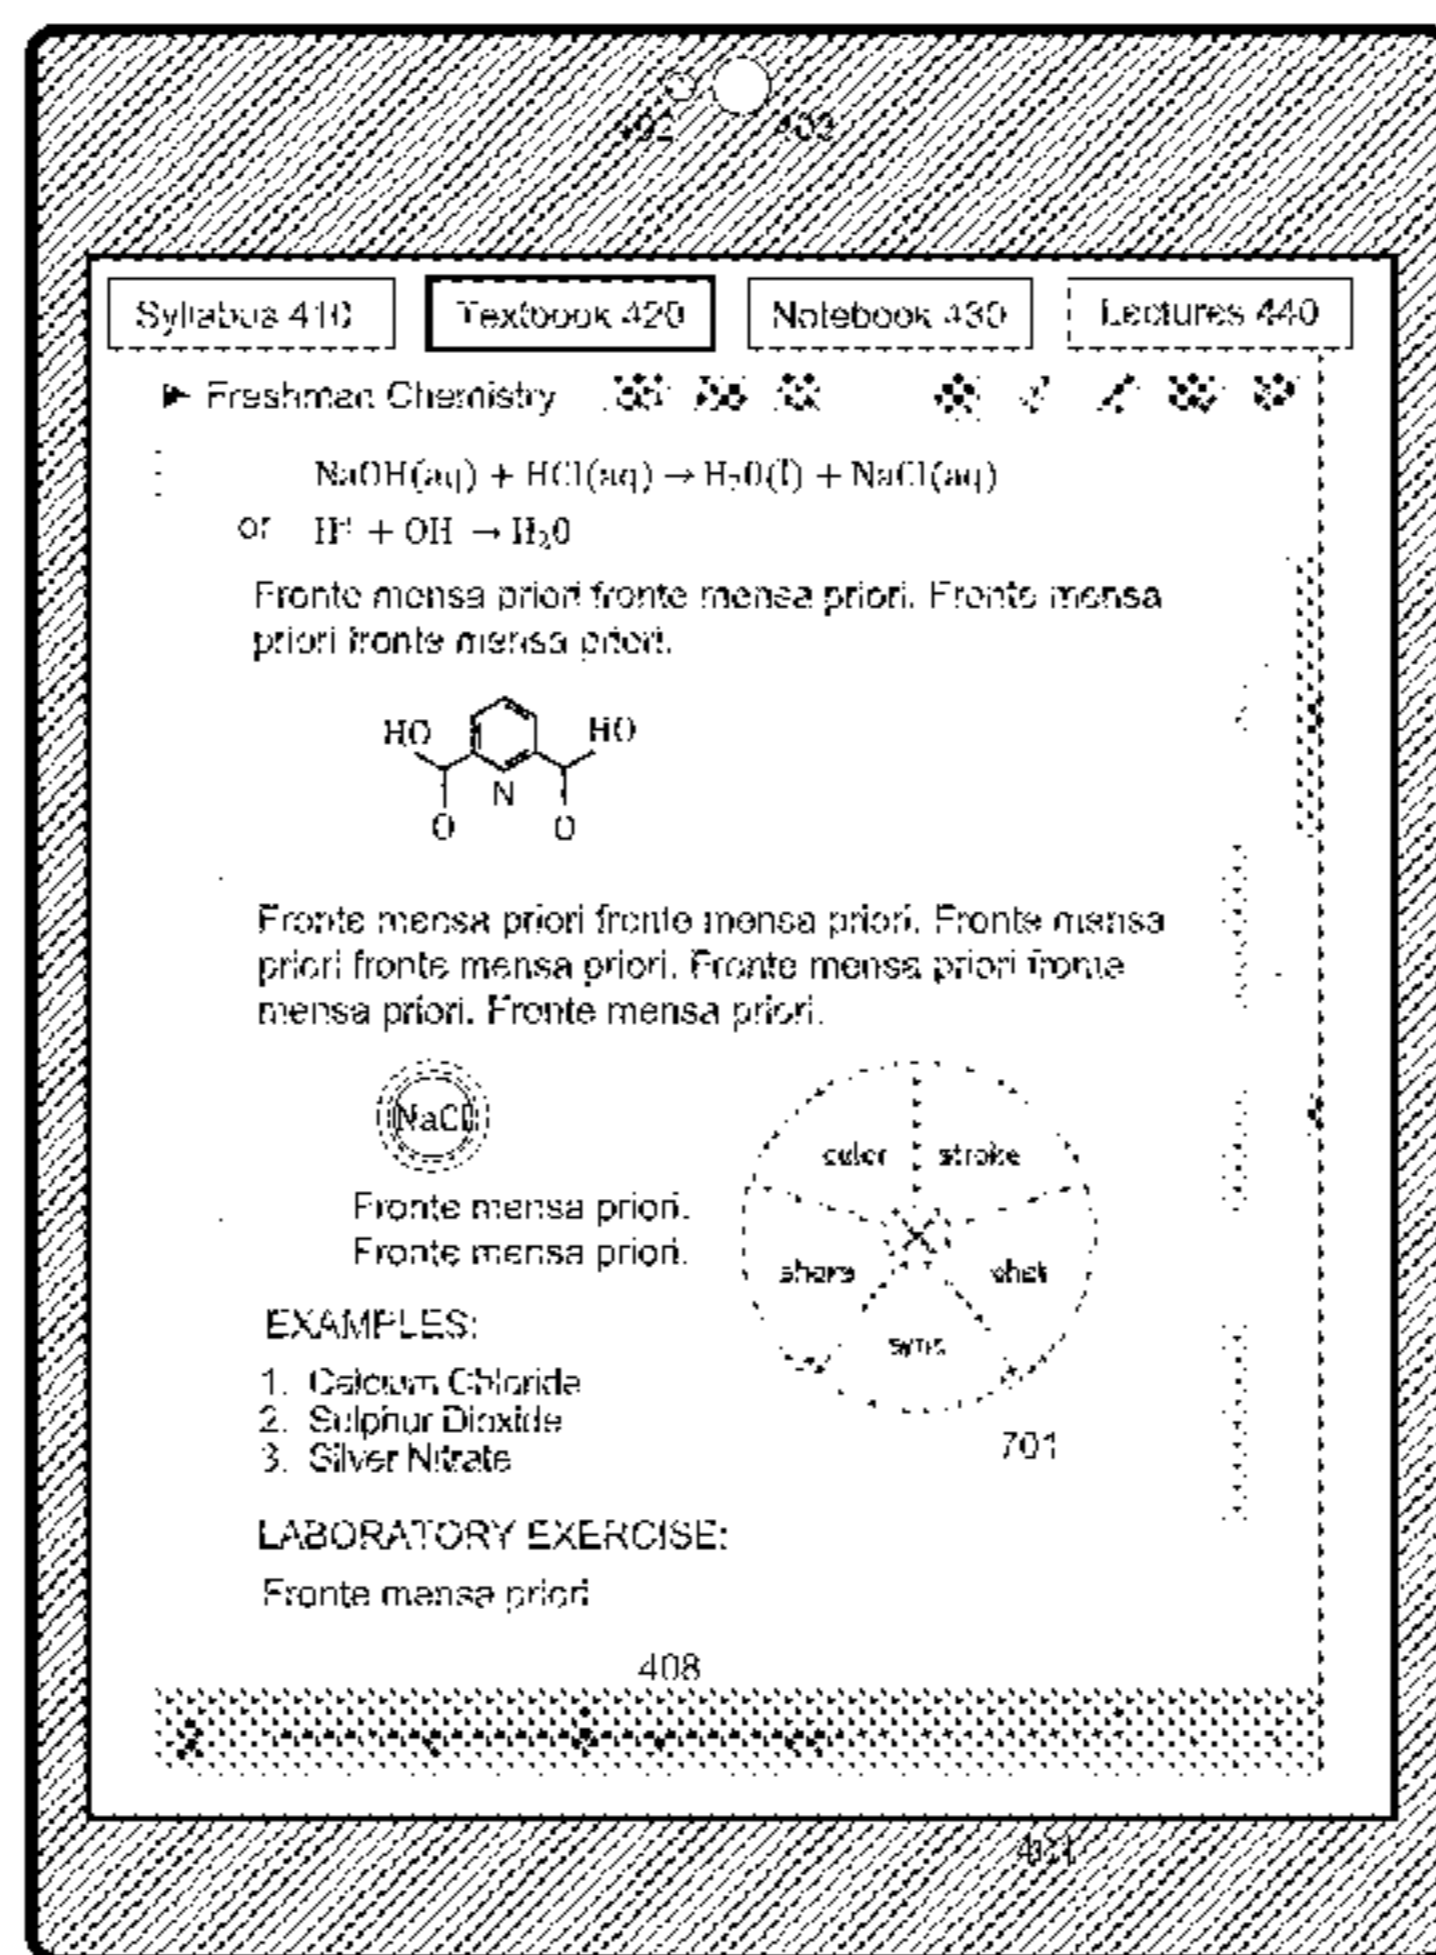 403
Syllabus 410
Textbook 420
Notebook 430
Lectures 440
Freshman Chemistry
NaOH(aq) + HCl(aq) → H₂0(l) + NaCl(aq)
or H⁺ + OH → H₂0
Fronte mensa priori fronte mensa priori. Fronte mensa
priori fronte mensa priori.
HO
HO
N
O
O
Fronte mensa priori fronte mensa priori. Fronte mensa
priori fronte mensa priori. Fronte mensa priori fronte
mensa priori. Fronte mensa priori.
NaCl
color
stroke
share
chat
sync
Fronte mensa priori.
Fronte mensa priori.
EXAMPLES:
1. Calcium Chloride
2. Sulphur Dioxide
3. Silver Nitrate
701
LABORATORY EXERCISE:
Fronte mensa priori
408